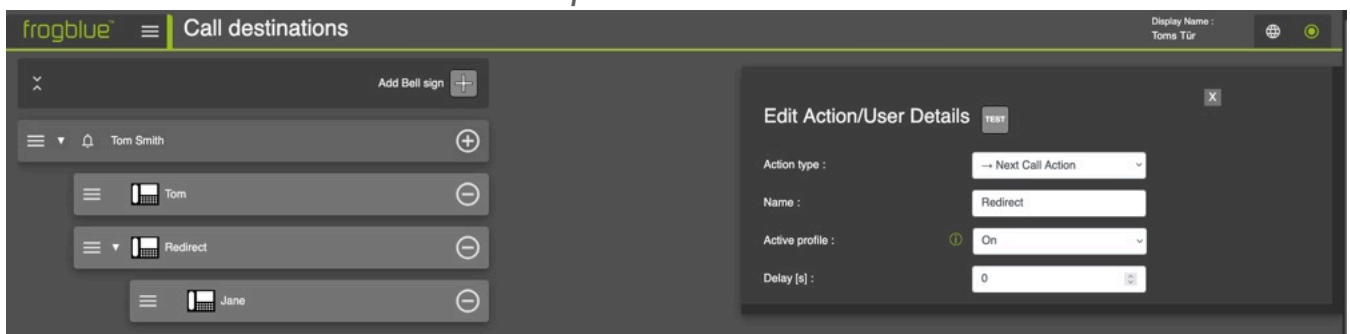 frogblue™
Call destinations
Display Name :
Toms Tür
Add Bell sign
Tom Smith
Tom
Redirect
Jane
X
Edit Action/User Details TEST
Action type : → Next Call Action
Name : Redirect
Active profile : On
Delay [s] : 0